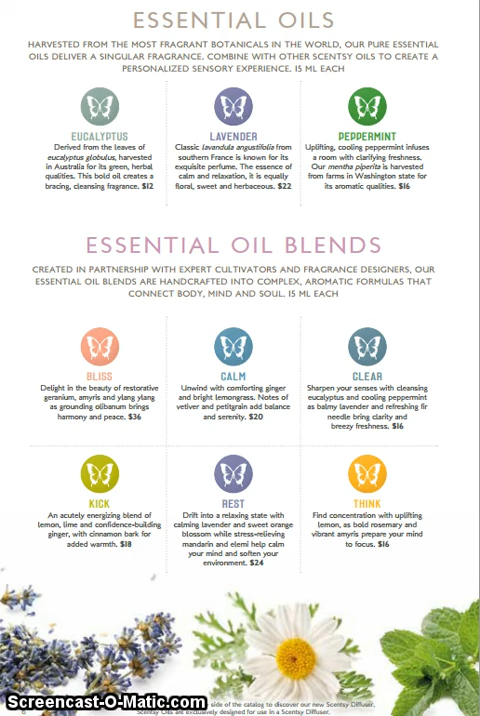 ESSENTIAL OILS
HARVESTED FROM THE MOST FRAGRANT BOTANICALS IN THE WORLD, OUR PURE ESSENTIAL
OILS DELIVER A SINGULAR FRAGRANCE. COMBINE WITH OTHER SCENTSY OILS TO CREATE A
PERSONALIZED SENSORY EXPERIENCE. 15 ML EACH
EUCALYPTUS
Derived from the leaves of
eucalyptus globulus, harvested
in Australia for its green, herbal
qualities. This bold oil creates a
bracing, cleansing fragrance. $12
LAVENDER
Classic lavandula angustifolia from
southern France is known for its
exquisite perfume. The essence of
calm and relaxation, it is equally
floral, sweet and herbaceous. $22
PEPPERMINT
Uplifting, cooling peppermint infuses
a room with clarifying freshness.
Our mentha piperita is harvested
from farms in Washington state for
its aromatic qualities. $16
ESSENTIAL OIL BLENDS
CREATED IN PARTNERSHIP WITH EXPERT CULTIVATORS AND FRAGRANCE DESIGNERS, OUR
ESSENTIAL OIL BLENDS ARE HANDCRAFTED INTO COMPLEX, AROMATIC FORMULAS THAT
CONNECT BODY, MIND AND SOUL. 15 ML EACH
BLISS
Delight in the beauty of restorative
geranium, amyris and ylang ylang
as grounding olibanum brings
harmony and peace. $36
CALM
Unwind with comforting ginger
and bright lemongrass. Notes of
vetiver and petitgrain add balance
and serenity. $20
CLEAR
Sharpen your senses with cleansing
eucalyptus and cooling peppermint
as balmy lavender and refreshing fir
needle bring clarity and
breezy freshness. $16
KICK
An acutely energizing blend of
lemon, lime and confidence-building
ginger, with cinnamon bark for
added warmth. $18
REST
Drift into a relaxing state with
calming lavender and sweet orange
blossom while stress-relieving
mandarin and elemi help calm
your mind and soften your
environment. $24
THINK
Find concentration with uplifting
lemon, as bold rosemary and
vibrant amyris prepare your mind
to focus. $16
side of the catalog to discover our new Scentsy Diffuser.
Scentsy Oils are exclusively designed for use in a Scentsy Diffuser.
Screencast-O-Matic.com